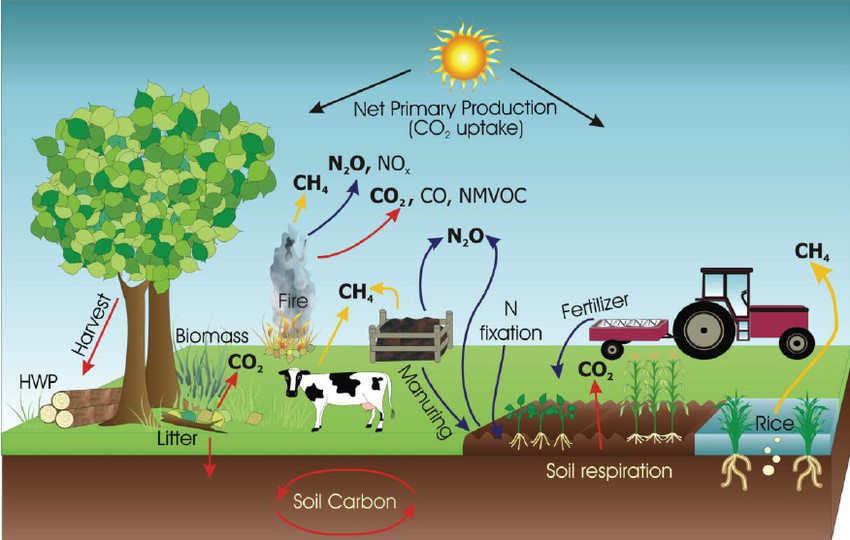 Net Primary Production
(CO₂ uptake)
N₂O, NOₓ
CH₄
CO₂, CO, NMVOC
N₂O
CH₄
Fire
CH₄
N
fixation
Fertilizer
Harvest
Biomass
CO₂
CO₂
HWP
Manuring
Litter
Rice
Soil respiration
Soil Carbon